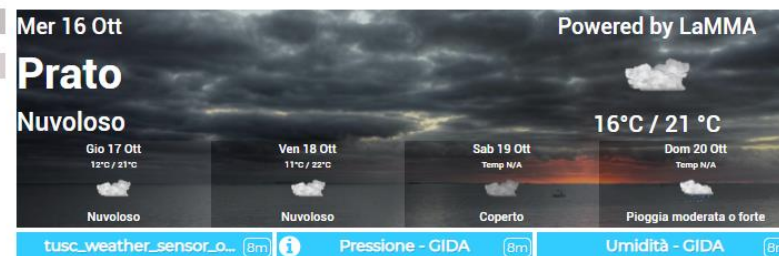 Mer 16 Ott Powered by LaMMA
Prato
Nuvoloso 16°C / 21 °C
Gio 17 Ott Ven 18 Ott Sab 19 Ott Dom 20 Ott
12°C / 21°C 11°C / 22°C Temp N/A Temp N/A
Nuvoloso Nuvoloso Coperto Pioggia moderata o forte
tusc_weather_sensor_o... 8m i Pressione - GIDA 8m Umidità - GIDA 8m